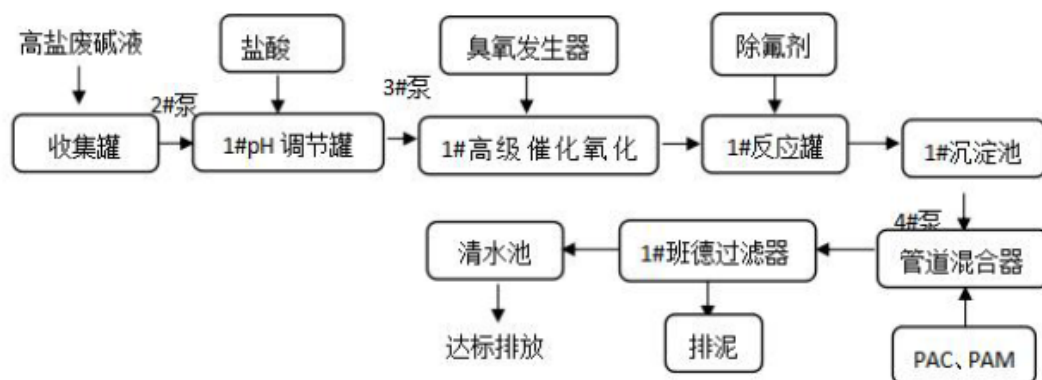 高盐废碱液
盐酸
臭氧发生器
除氟剂
2#泵
3#泵
收集罐
1#pH 调节罐
1#高级催化氧化
1#反应罐
1#沉淀池
4#泵
清水池
1#班德过滤器
管道混合器
达标排放
排泥
PAC、PAM